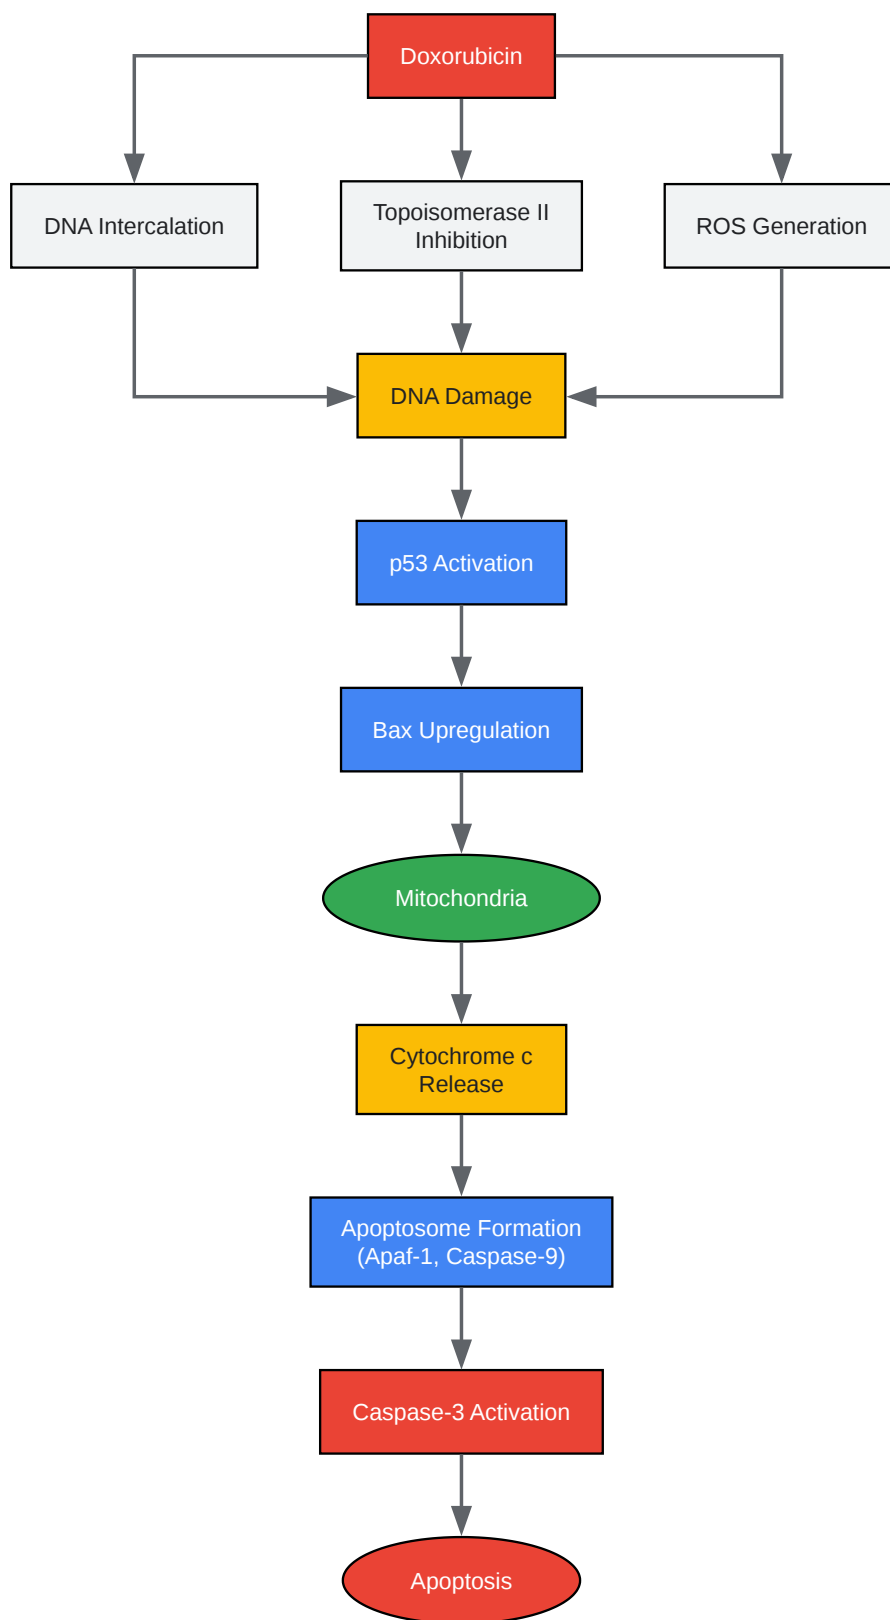 Doxorubicin
DNA Intercalation
Topoisomerase II
Inhibition
ROS Generation
DNA Damage
p53 Activation
Bax Upregulation
Mitochondria
Cytochrome c
Release
Apoptosome Formation
(Apaf-1, Caspase-9)
Caspase-3 Activation
Apoptosis